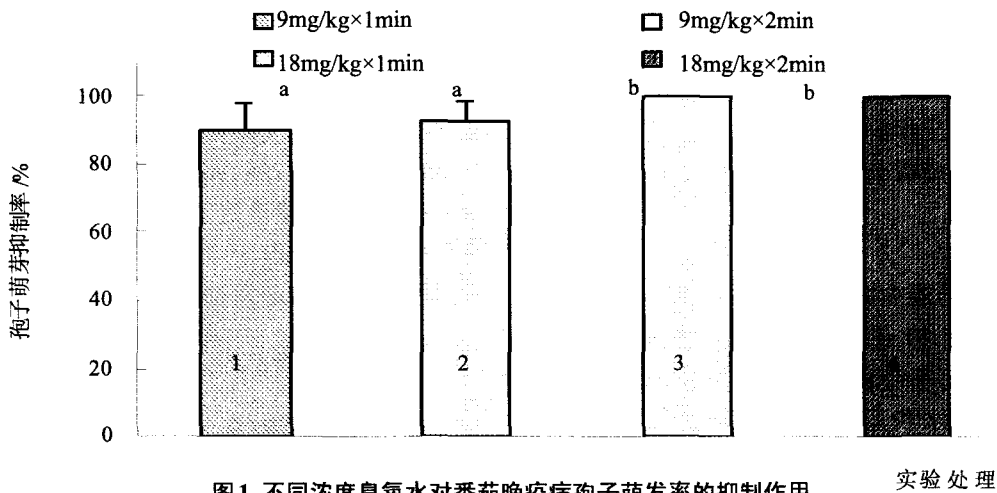 9mg/kg×1min
9mg/kg×2min
18mg/kg×1min
18mg/kg×2min
孢子萌芽抑制率/%
100
80
60
40
20
0
a
a
b
b
1
2
3
实验处理
图1 不同浓度臭氧水对番茄晚疫病孢子萌发率的抑制作用